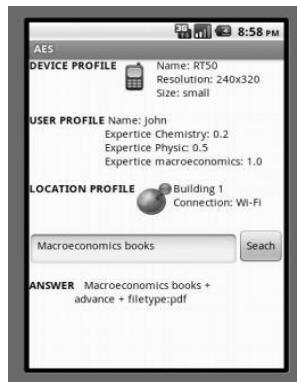 3G 8:58 PM
AES
DEVICE PROFILE Name: RT50
Resolution: 240x320
Size: small
USER PROFILE Name: John
Expertice Chemistry: 0.2
Expertice Physic: 0.5
Expertice macroeconomics: 1.0
LOCATION PROFILE Building 1
Connection: Wi-Fi
Macroeconomics books Seach
ANSWER Macroeconomics books +
advance + filetype:pdf